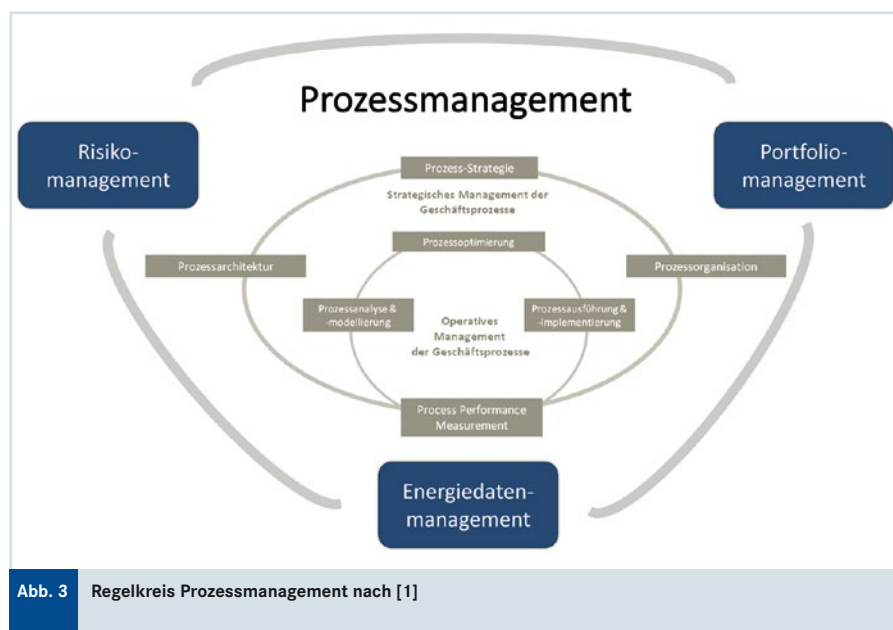 Prozessmanagement
Risiko-
management
Portfolio-
management
Prozess-Strategie
Strategisches Management der
Geschäftsprozesse
Prozessoptimierung
Prozessarchitektur
Prozessorganisation
Prozessanalyse &
-modellierung
Prozessausführung &
-implementierung
Operatives
Management
der Geschäftsprozesse
Process Performance
Measurement
Energiedaten-
management
Abb. 3 Regelkreis Prozessmanagement nach [1]